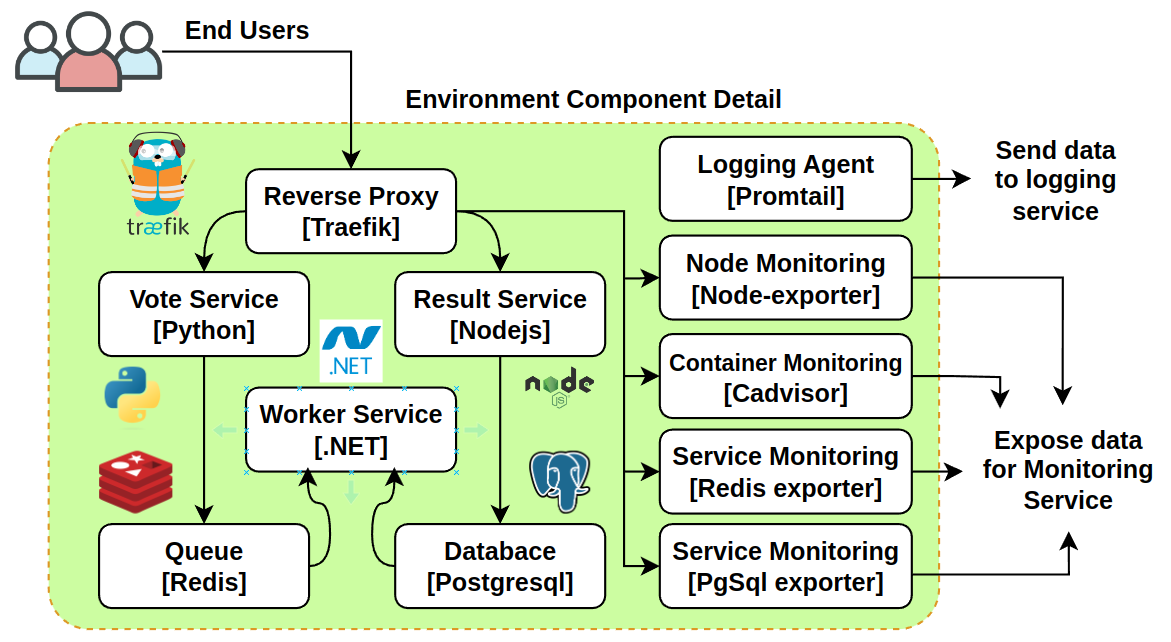 End Users
Environment Component Detail
træfik
Reverse Proxy
[Traefik]
Logging Agent
[Promtail]
Send data
to logging
service
Vote Service
[Python]
Result Service
[Nodejs]
Node Monitoring
[Node-exporter]
.NET
node
JS
Container Monitoring
[Cadvisor]
Worker Service
[.NET]
Service Monitoring
[Redis exporter]
Expose data
for Monitoring
Service
Queue
[Redis]
Databace
[Postgresql]
Service Monitoring
[PgSql exporter]